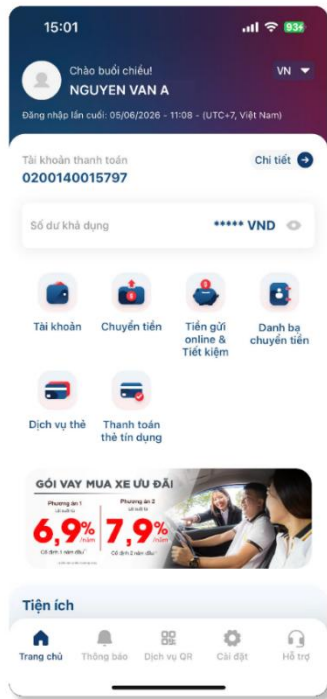 15:01
93
Chào buổi chiều!
VN
NGUYEN VAN A
Đăng nhập lần cuối: 05/06/2026 - 11:08 - (UTC+7, Việt Nam)
Tài khoản thanh toán
Chi tiết
0200140015797
Số dư khả dụng
***** VND
Tài khoản
Chuyển tiền
Tiền gửi
online &
Tiết kiệm
Danh bạ
chuyển tiền
Dịch vụ thẻ
Thanh toán
thẻ tín dụng
GÓI VAY MUA XE ƯU ĐÃI
Phương án 1
Phương án 2
6,9%/năm
7,9%/năm
Cố định 1 năm đầu
Cố định 2 năm đầu
Tiện ích
Trang chủ
Thông báo
Dịch vụ QR
Cài đặt
Hỗ trợ